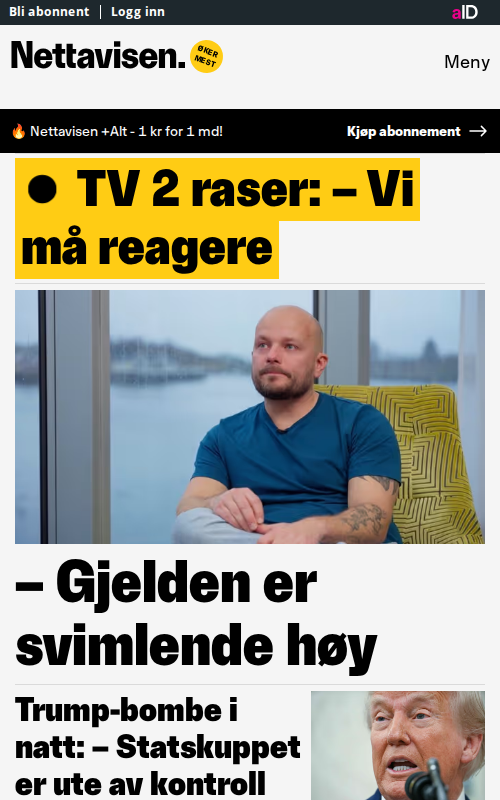 Bli abonnent | Logg inn
aID
Nettavisen.
ØKER
MEST
Meny
Nettavisen +Alt - 1 kr for 1 md!
Kjøp abonnement →
● TV 2 raser: – Vi
må reagere
– Gjelden er
svimlende høy
Trump-bombe i
natt: – Statskuppet
er ute av kontroll